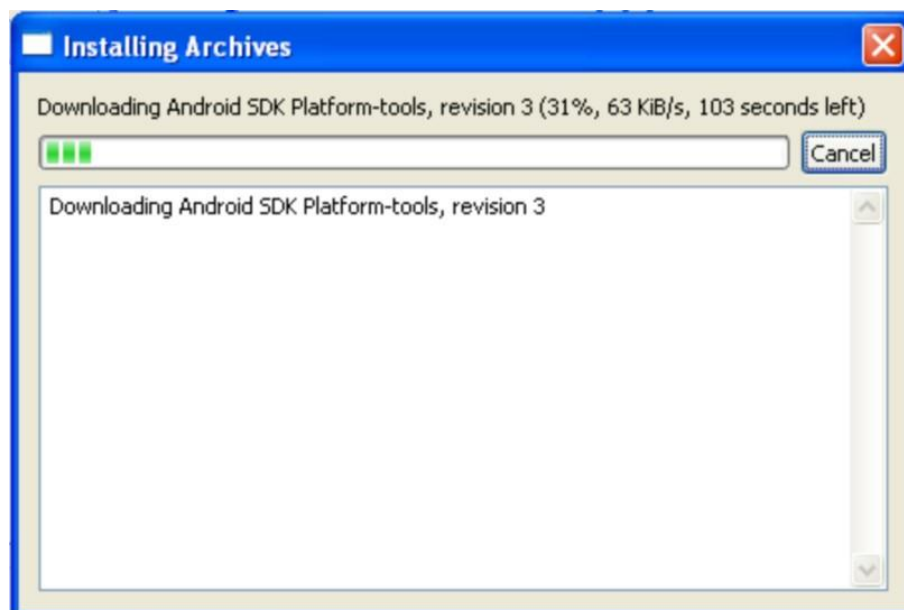 Installing Archives
Downloading Android SDK Platform-tools, revision 3 (31%, 63 KiB/s, 103 seconds left)
Cancel
Downloading Android SDK Platform-tools, revision 3